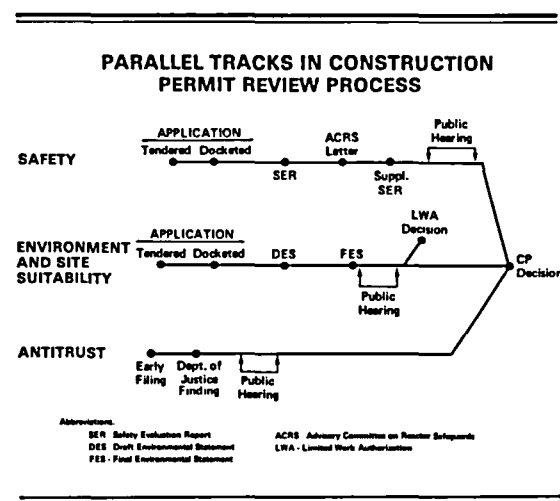 PARALLEL TRACKS IN CONSTRUCTION
PERMIT REVIEW PROCESS
SAFETY
APPLICATION
Tendered Docketed
SER
ACRS
Letter
Suppl.
SER
Public
Hearing
ENVIRONMENT
AND SITE
SUITABILITY
APPLICATION
Tendered Docketed
DES
FES
Public
Hearing
LWA
Decision
CP
Decision
ANTITRUST
Early
Filing
Dept. of
Justice
Finding
Public
Hearing
Abbreviations.
SER Safety Evaluation Report
DES Draft Environmental Statement
FES - Final Environmental Statement
ACRS Advisory Committee on Reactor Safeguards
LWA - Limited Work Authorization